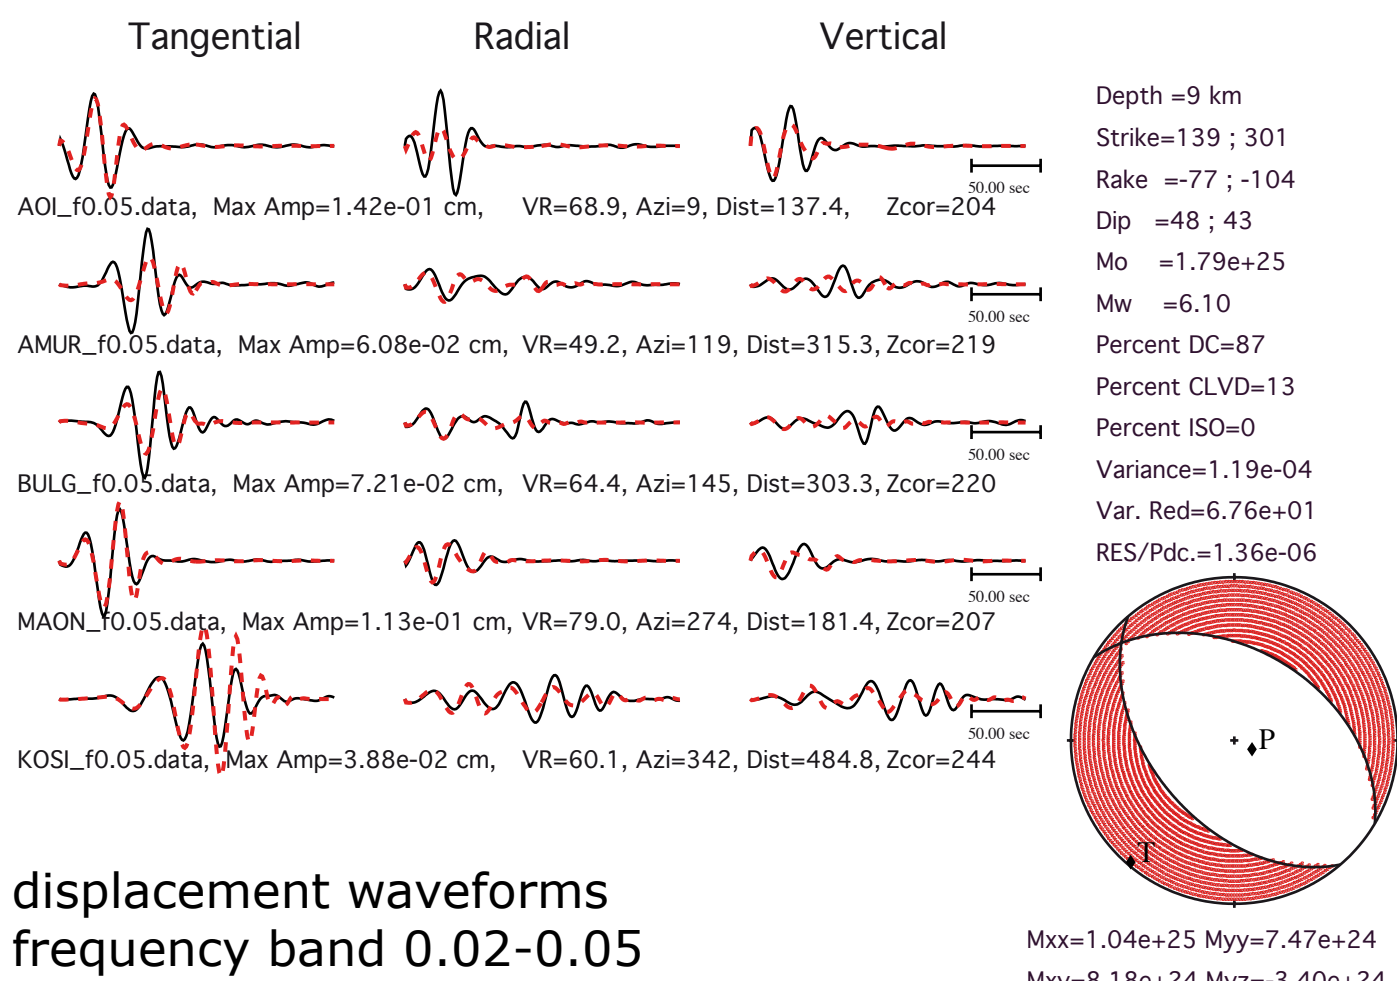 Tangential Radial Vertical
50.00 sec
AOI_f0.05.data, Max Amp=1.42e-01 cm, VR=68.9, Azi=9, Dist=137.4, Zcor=204
50.00 sec
AMUR_f0.05.data, Max Amp=6.08e-02 cm, VR=49.2, Azi=119, Dist=315.3, Zcor=219
50.00 sec
BULG_f0.05.data, Max Amp=7.21e-02 cm, VR=64.4, Azi=145, Dist=303.3, Zcor=220
50.00 sec
MAON_f0.05.data, Max Amp=1.13e-01 cm, VR=79.0, Azi=274, Dist=181.4, Zcor=207
50.00 sec
KOSI_f0.05.data, Max Amp=3.88e-02 cm, VR=60.1, Azi=342, Dist=484.8, Zcor=244
displacement waveforms
frequency band 0.02-0.05
Depth =9 km
Strike=139 ; 301
Rake =-77 ; -104
Dip =48 ; 43
Mo =1.79e+25
Mw =6.10
Percent DC=87
Percent CLVD=13
Percent ISO=0
Variance=1.19e-04
Var. Red=6.76e+01
RES/Pdc.=1.36e-06
P
T
Mxx=1.04e+25 Myy=7.47e+24
Mxy=8.18e+24 Myz=-3.40e+24